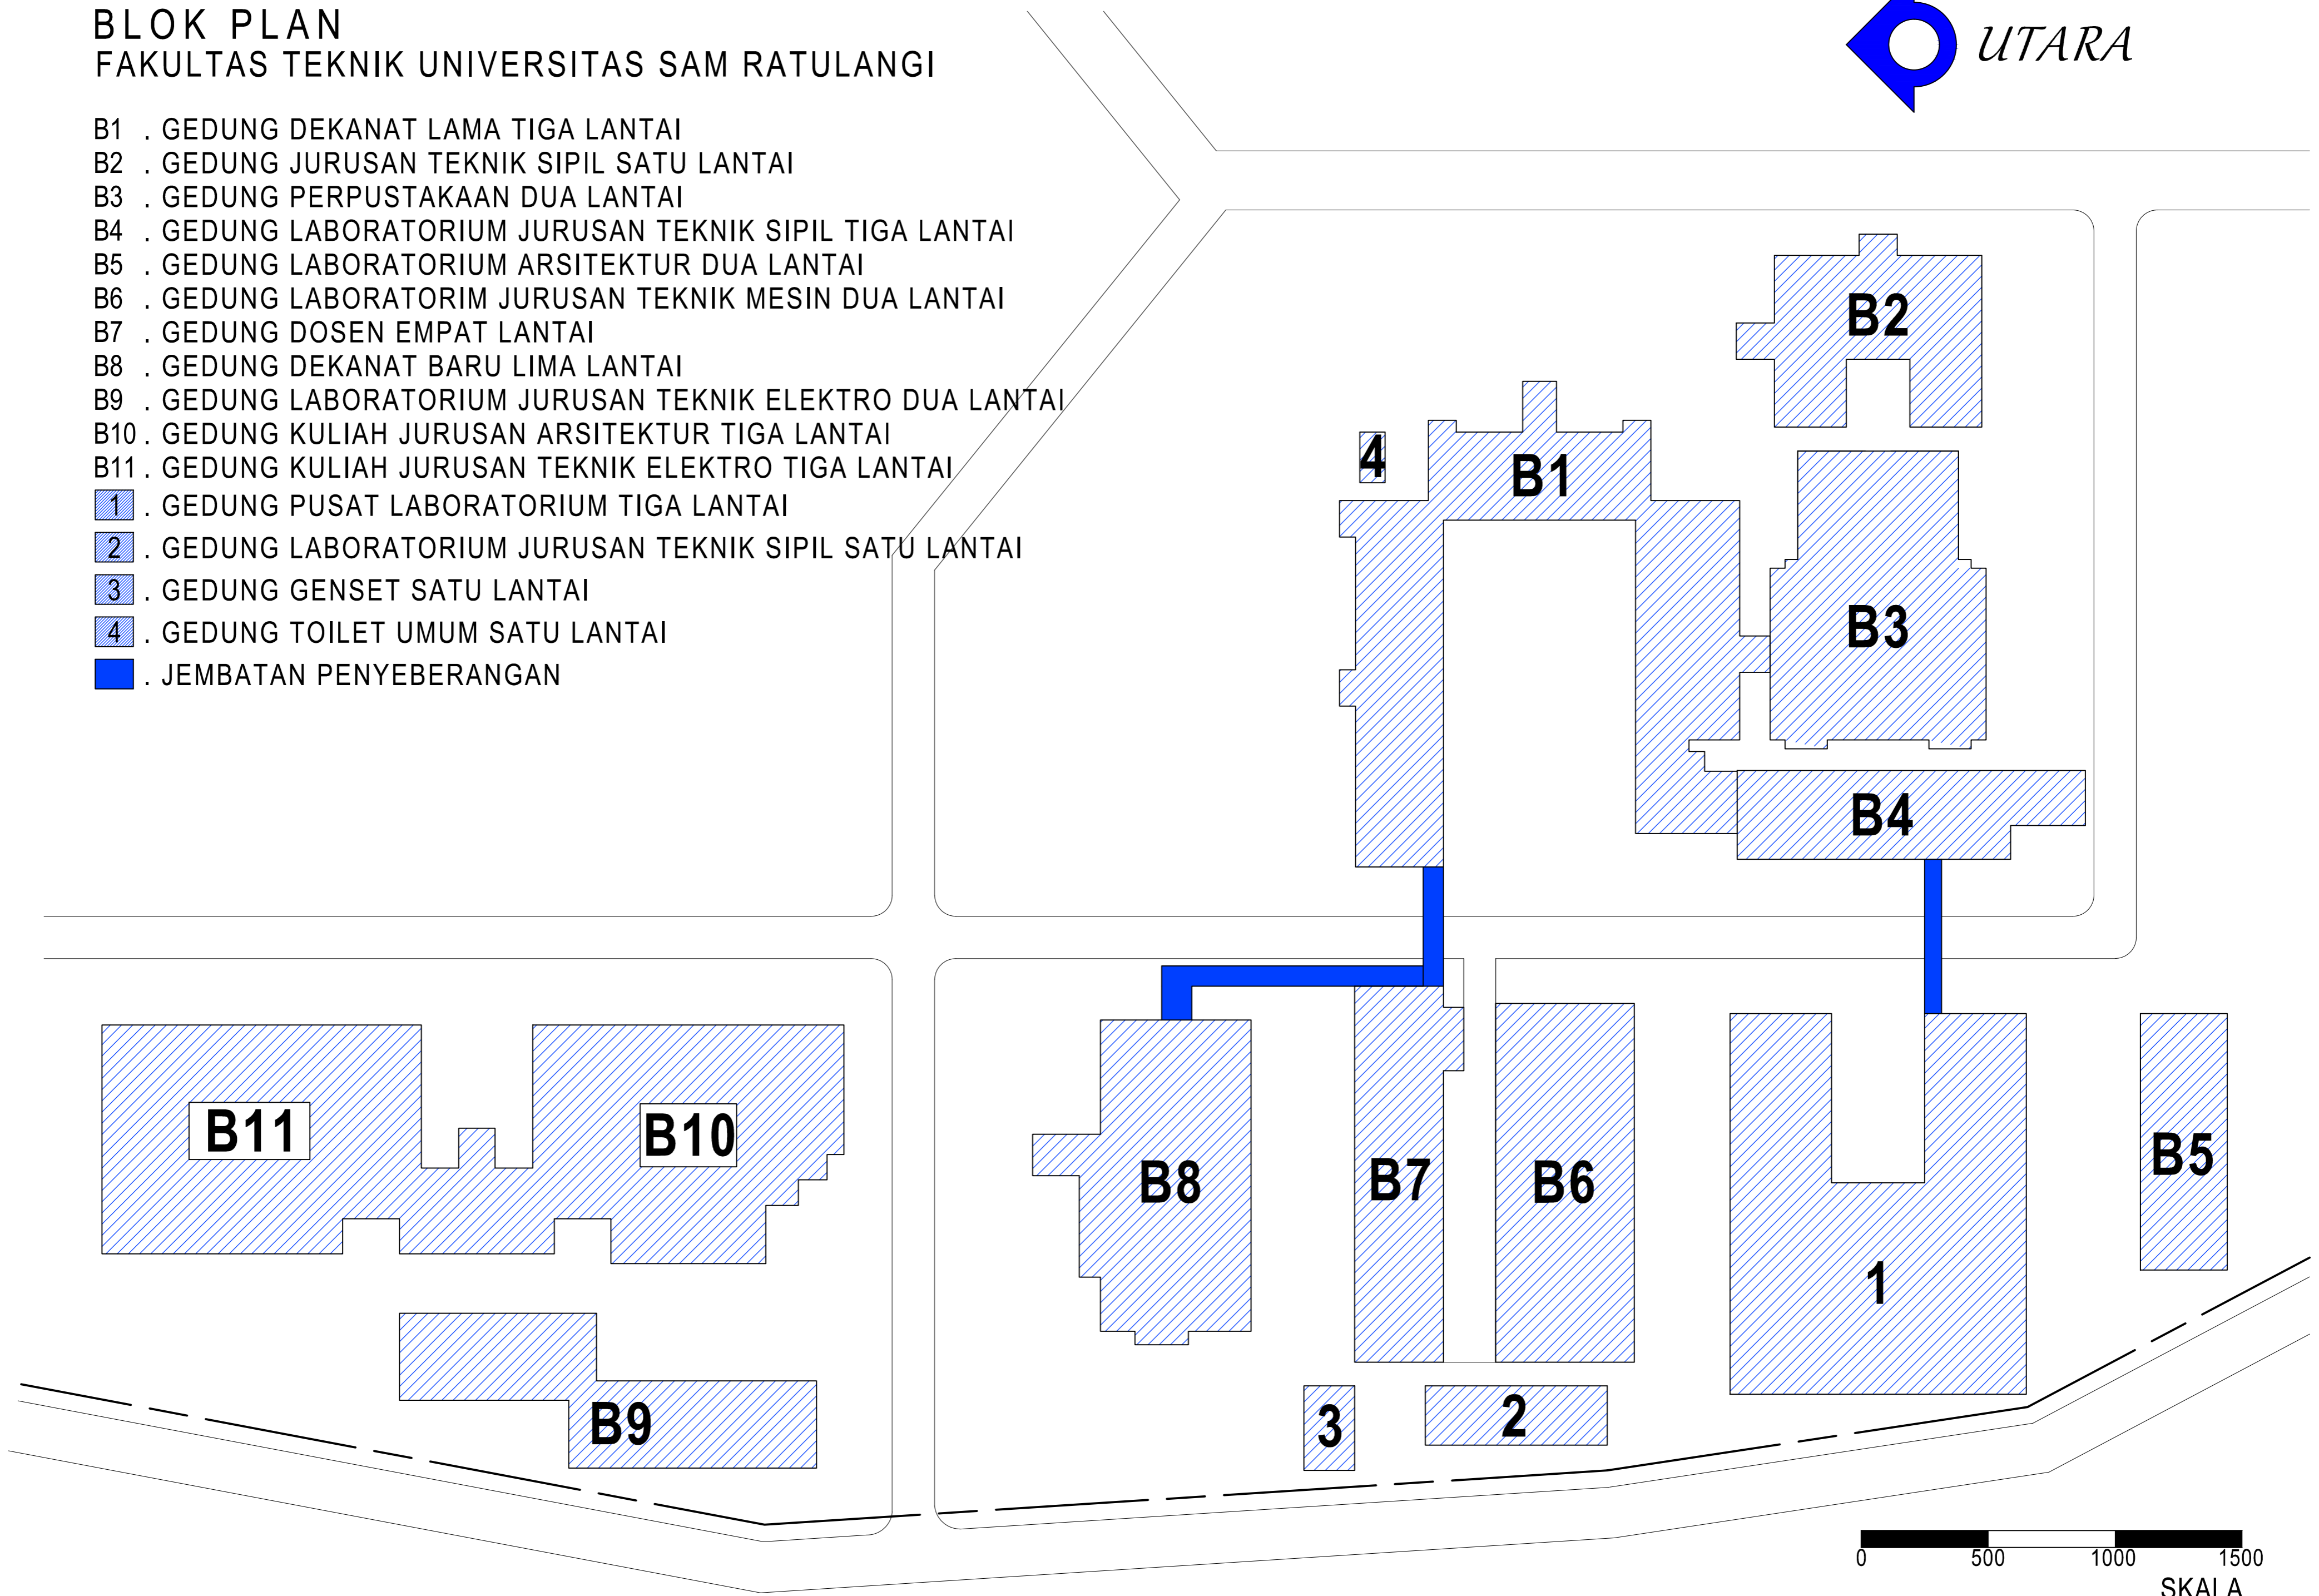 BLOK PLAN
FAKULTAS TEKNIK UNIVERSITAS SAM RATULANGI
UTARA
B1 . GEDUNG DEKANAT LAMA TIGA LANTAI
B2 . GEDUNG JURUSAN TEKNIK SIPIL SATU LANTAI
B3 . GEDUNG PERPUSTAKAAN DUA LANTAI
B4 . GEDUNG LABORATORIUM JURUSAN TEKNIK SIPIL TIGA LANTAI
B5 . GEDUNG LABORATORIUM ARSITEKTUR DUA LANTAI
B6 . GEDUNG LABORATORIM JURUSAN TEKNIK MESIN DUA LANTAI
B7 . GEDUNG DOSEN EMPAT LANTAI
B8 . GEDUNG DEKANAT BARU LIMA LANTAI
B9 . GEDUNG LABORATORIUM JURUSAN TEKNIK ELEKTRO DUA LANTAI
B10 . GEDUNG KULIAH JURUSAN ARSITEKTUR TIGA LANTAI
B11 . GEDUNG KULIAH JURUSAN TEKNIK ELEKTRO TIGA LANTAI
1 . GEDUNG PUSAT LABORATORIUM TIGA LANTAI
2 . GEDUNG LABORATORIUM JURUSAN TEKNIK SIPIL SATU LANTAI
3 . GEDUNG GENSET SATU LANTAI
4 . GEDUNG TOILET UMUM SATU LANTAI
. JEMBATAN PENYEBERANGAN
B2
4
B1
B3
B4
B11
B10
B8
B7
B6
B5
1
B9
3
2
0 500 1000 1500
SKALA